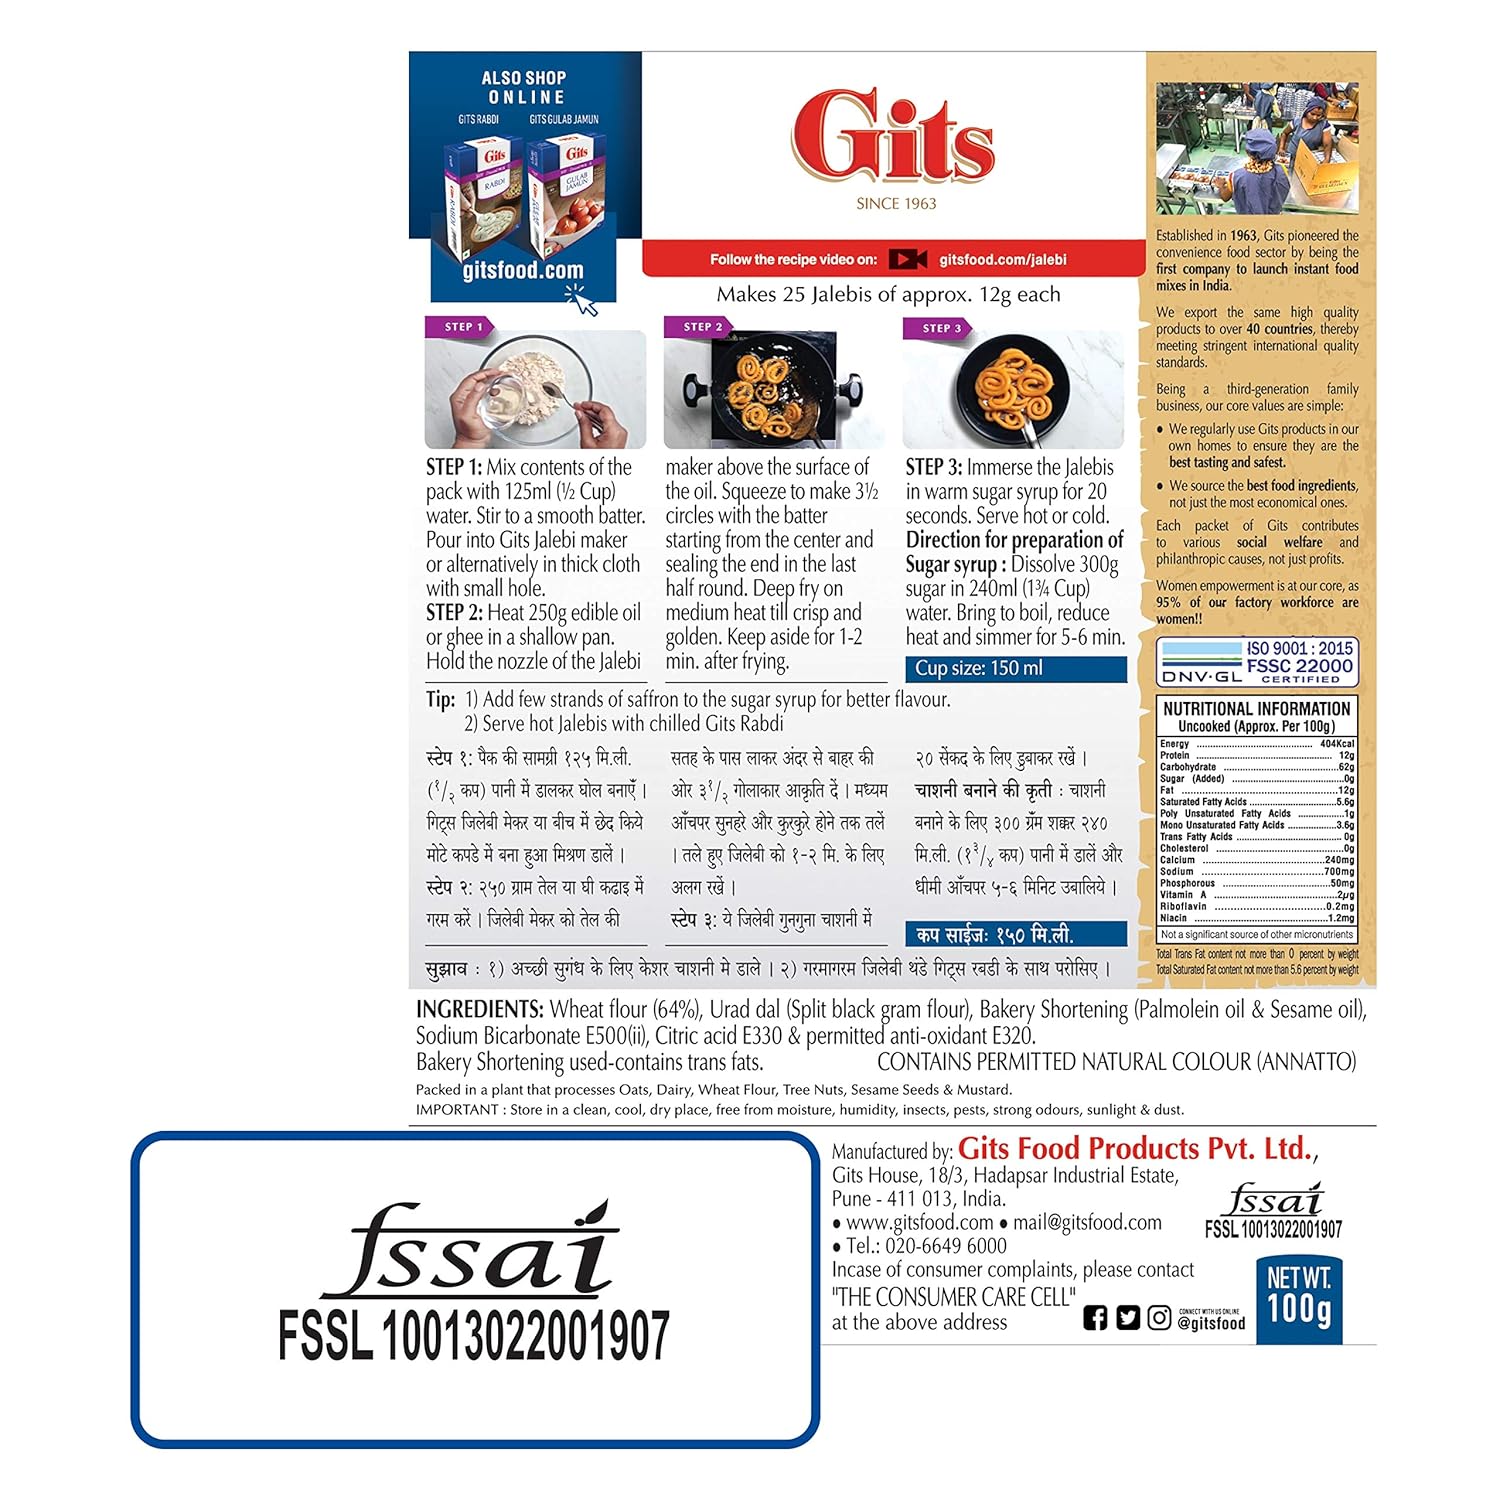 ALSO SHOP
ONLINE
GITS RABDI
GITS GULAB JAMUN
Gits
RABDI
Gits
GULAB
JAMUN
gitsfood.com
Gits
SINCE 1963
Follow the recipe video on:
gitsfood.com/jalebi
Makes 25 Jalebis of approx. 12g each
STEP 1
STEP 1: Mix contents of the
pack with 125ml (½ Cup)
water. Stir to a smooth batter.
Pour into Gits Jalebi maker
or alternatively in thick cloth
with small hole.
STEP 2: Heat 250g edible oil
or ghee in a shallow pan.
Hold the nozzle of the Jalebi
STEP 2
maker above the surface of
the oil. Squeeze to make 3½
circles with the batter
starting from the center and
sealing the end in the last
half round. Deep fry on
medium heat till crisp and
golden. Keep aside for 1-2
min. after frying.
STEP 3
STEP 3: Immerse the Jalebis
in warm sugar syrup for 20
seconds. Serve hot or cold.
Direction for preparation of
Sugar syrup : Dissolve 300g
sugar in 240ml (1¾ Cup)
water. Bring to boil, reduce
heat and simmer for 5-6 min.
Cup size: 150 ml
Tip: 1) Add few strands of saffron to the sugar syrup for better flavour.
2) Serve hot Jalebis with chilled Gits Rabdi
स्टेप १: पैक की सामग्री १२५ मि.ली.
(१/२ कप) पानी में डालकर घोल बनाएँ ।
गिट्स जिलेबी मेकर या बीच में छेद किये
मोटे कपडे में बना हुआ मिश्रण डालें ।
स्टेप २: २५० ग्राम तेल या घी कढाइ में
गरम करें । जिलेबी मेकर को तेल की
सतह के पास लाकर अंदर से बाहर की
ओर ३१/२ गोलाकार आकृति दें । मध्यम
आँचपर सुनहरे और कुरकुरे होने तक तलें
। तले हुए जिलेबी को १-२ मि. के लिए
अलग रखें ।
स्टेप ३: ये जिलेबी गुनगुना चाशनी में
२० सेंकद के लिए डुबाकर रखें ।
चाशनी बनाने की कृती : चाशनी
बनाने के लिए ३०० ग्रॅम शक्कर २४०
मि.ली. (१३/४ कप) पानी में डालें और
धीमी आँचपर ५-६ मिनिट उबालिये ।
कप साईज: १५० मि.ली.
सुझाव : १) अच्छी सुगंध के लिए केशर चाशनी मे डाले । २) गरमागरम जिलेबी थंडे गिट्स रबडी के साथ परोसिए ।
Established in 1963, Gits pioneered the
convenience food sector by being the
first company to launch instant food
mixes in India.
We export the same high quality
products to over 40 countries, thereby
meeting stringent international quality
standards.
Being a third-generation family
business, our core values are simple:
• We regularly use Gits products in our
own homes to ensure they are the
best tasting and safest.
• We source the best food ingredients,
not just the most economical ones.
Each packet of Gits contributes
to various social welfare and
philanthropic causes, not just profits.
Women empowerment is at our core, as
95% of our factory workforce are
women!!
DNV·GL
ISO 9001 : 2015
FSSC 22000
CERTIFIED
NUTRITIONAL INFORMATION
Uncooked (Approx. Per 100g)
Energy 404Kcal
Protein 12g
Carbohydrate 62g
Sugar (Added) 0g
Fat 12g
Saturated Fatty Acids 5.6g
Poly Unsaturated Fatty Acids 1g
Mono Unsaturated Fatty Acids 3.6g
Trans Fatty Acids 0g
Cholesterol 0g
Calcium 240mg
Sodium 700mg
Phosphorous 50mg
Vitamin A 2µg
Riboflavin 0.2mg
Niacin 1.2mg
Not a significant source of other micronutrients
Total Trans Fat content not more than 0 percent by weight
Total Saturated Fat content not more than 5.6 percent by weight
INGREDIENTS: Wheat flour (64%), Urad dal (Split black gram flour), Bakery Shortening (Palmolein oil & Sesame oil),
Sodium Bicarbonate E500(ii), Citric acid E330 & permitted anti-oxidant E320.
Bakery Shortening used-contains trans fats. CONTAINS PERMITTED NATURAL COLOUR (ANNATTO)
Packed in a plant that processes Oats, Dairy, Wheat Flour, Tree Nuts, Sesame Seeds & Mustard.
IMPORTANT : Store in a clean, cool, dry place, free from moisture, humidity, insects, pests, strong odours, sunlight & dust.
fssai
FSSL 10013022001907
Manufactured by: Gits Food Products Pvt. Ltd.,
Gits House, 18/3, Hadapsar Industrial Estate,
Pune - 411 013, India.
• www.gitsfood.com • mail@gitsfood.com
• Tel.: 020-6649 6000
Incase of consumer complaints, please contact
"THE CONSUMER CARE CELL"
at the above address
CONNECT WITH US ONLINE
@gitsfood
fssai
FSSL 10013022001907
NET WT.
100g